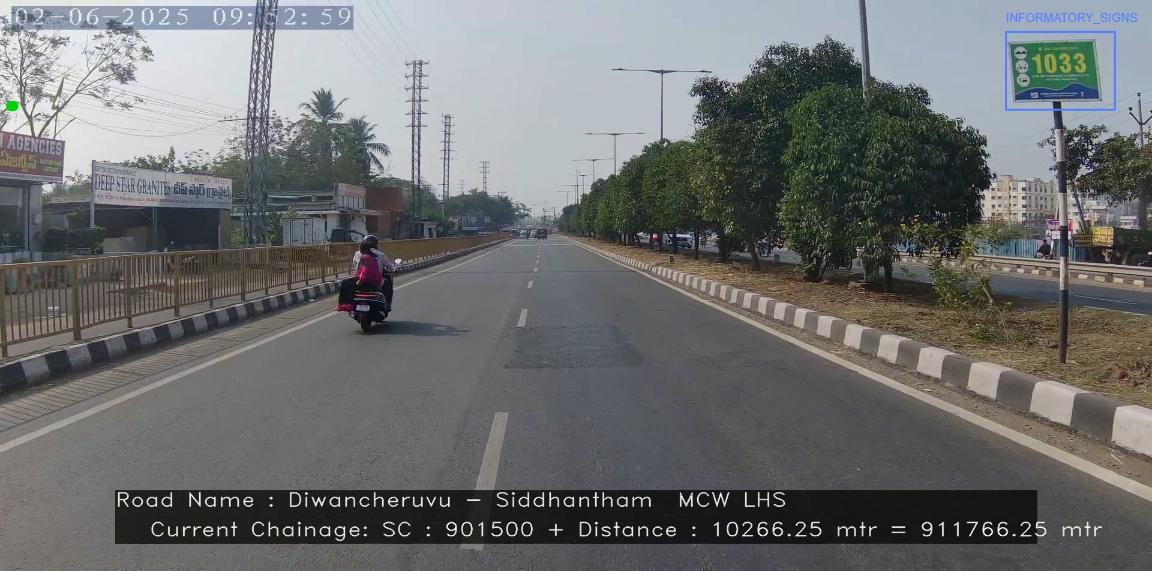 02-06-2025 09:52:59
INFORMATORY_SIGNS
1033
AGENCIES
DEEP STAR GRANITES డీప్ స్టార్ గ్రానైట్స్
Road Name : Diwancheruvu - Siddhantham MCW LHS
Current Chainage: SC : 901500 + Distance : 10266.25 mtr = 911766.25 mtr